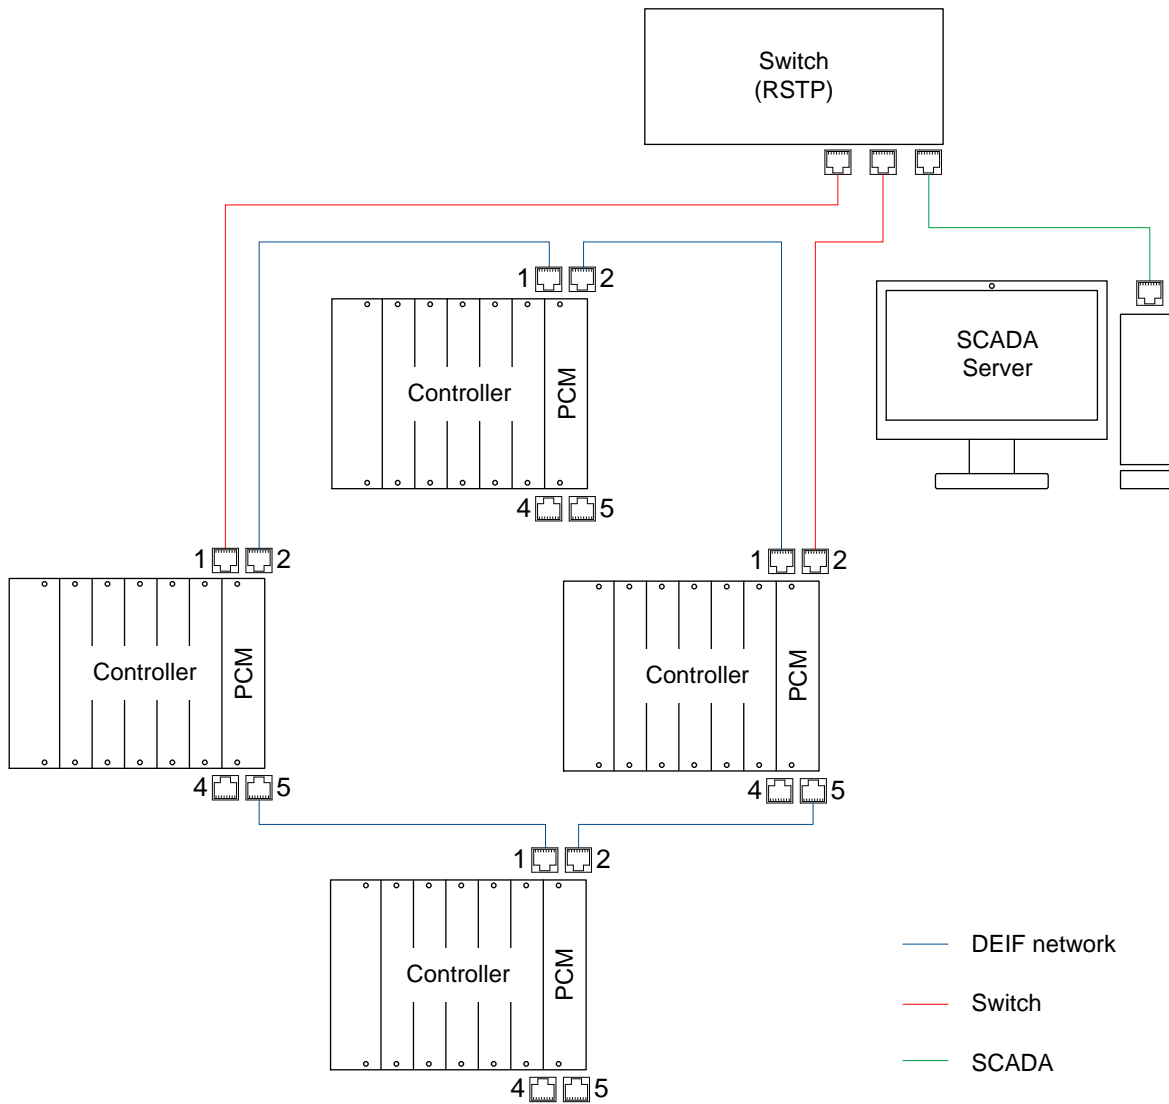 Switch
(RSTP)
1
2
SCADA
Server
Controller
PCM
4
5
1
2
1
2
Controller
PCM
Controller
PCM
4
5
4
5
1
2
Controller
PCM
4
5
DEIF network
Switch
SCADA